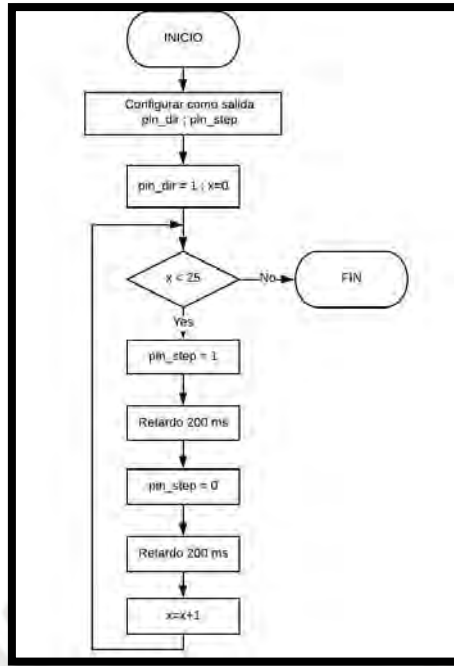 INICIO
Configurar como salida
pin_dir ; pin_step
pin_dir = 1 ; x=0
x < 25
No
FIN
Yes
pin_step = 1
Retardo 200 ms
pin_step = 0
Retardo 200 ms
x=x+1